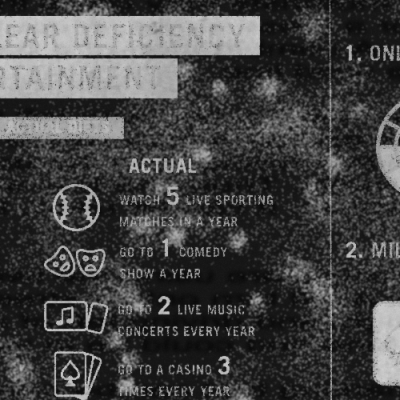 EAR DEFICIENCY
RTAINMENT
ACTUAL
WATCH 5 LIVE SPORTING
MATCHES IN A YEAR
GO TO 1 COMEDY
SHOW A YEAR
GO TO 2 LIVE MUSIC
CONCERTS EVERY YEAR
GO TO A CASINO 3
TIMES EVERY YEAR
1. ONL
2. MIL